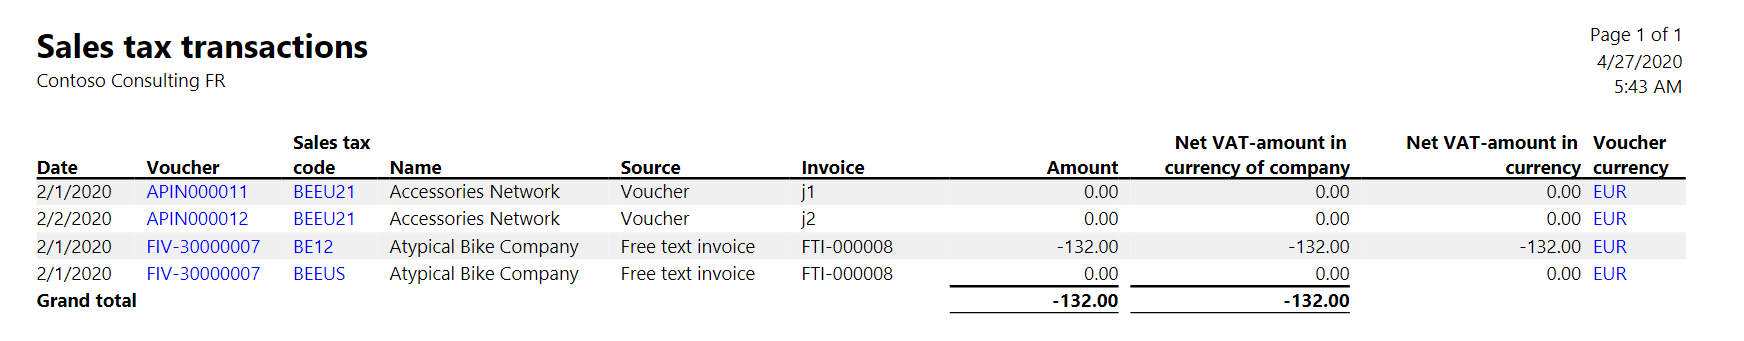 Sales tax transactions
Contoso Consulting FR
Page 1 of 1
4/27/2020
5:43 AM
Sales tax Net VAT-amount in Net VAT-amount in Voucher
Date Voucher code Name Source Invoice Amount currency of company currency currency
2/1/2020 APIN000011 BEEU21 Accessories Network Voucher j1 0.00 0.00 0.00 EUR
2/2/2020 APIN000012 BEEU21 Accessories Network Voucher j2 0.00 0.00 0.00 EUR
2/1/2020 FIV-30000007 BE12 Atypical Bike Company Free text invoice FTI-000008 -132.00 -132.00 -132.00 EUR
2/1/2020 FIV-30000007 BEEUS Atypical Bike Company Free text invoice FTI-000008 0.00 0.00 0.00 EUR
Grand total -132.00 -132.00